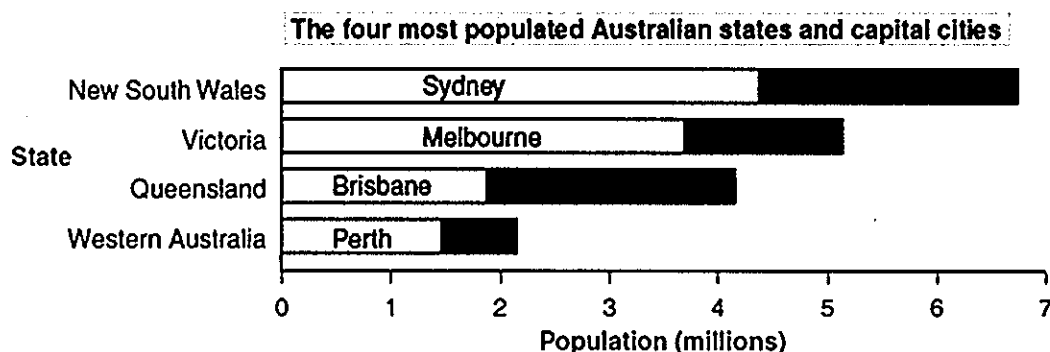 The four most populated Australian states and capital cities
New South Wales
Sydney
Victoria
Melbourne
State
Queensland
Brisbane
Western Australia
Perth
0 1 2 3 4 5 6 7
Population (millions)